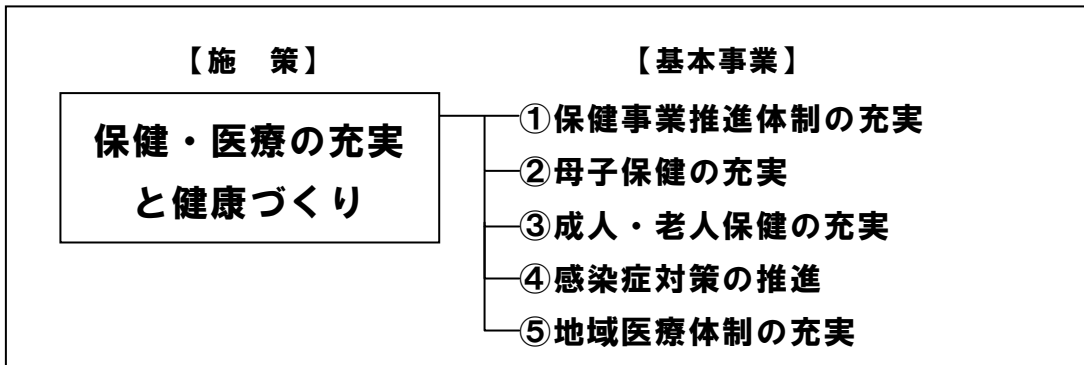 【施　策】
【基本事業】
保健・医療の充実
と健康づくり
①保健事業推進体制の充実
②母子保健の充実
③成人・老人保健の充実
④感染症対策の推進
⑤地域医療体制の充実